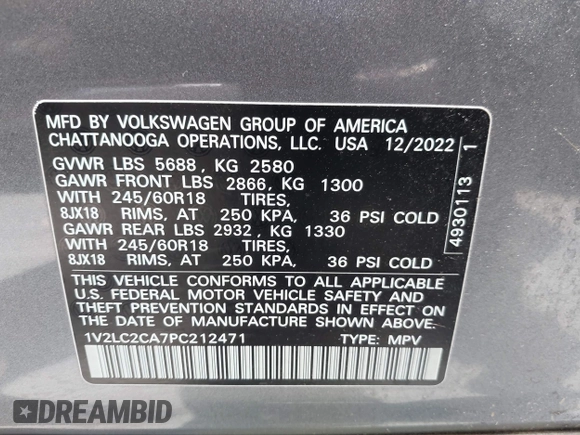 MFD BY VOLKSWAGEN GROUP OF AMERICA
CHATTANOOGA OPERATIONS, LLC. USA 12/2022
GVWR LBS 5688, KG 2580
GAWR FRONT LBS 2866, KG 1300
WITH 245/60R18 TIRES,
8JX18 RIMS, AT 250 KPA, 36 PSI COLD
GAWR REAR LBS 2932, KG 1330
WITH 245/60R18 TIRES,
8JX18 RIMS, AT 250 KPA, 36 PSI COLD
THIS VEHICLE CONFORMS TO ALL APPLICABLE
U.S. FEDERAL MOTOR VEHICLE SAFETY AND
THEFT PREVENTION STANDARDS IN EFFECT ON
THE DATE OF MANUFACTURE SHOWN ABOVE.
1V2LC2CA7PC212471 TYPE: MPV
4930113 1
DREAMBID